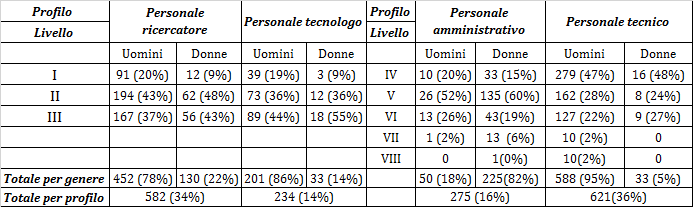 Profilo Personale ricercatore Personale tecnologo Profilo Personale amministrativo Personale tecnico
Livello Livello
Uomini Donne Uomini Donne Uomini Donne Uomini Donne
I 91 (20%) 12 (9%) 39 (19%) 3 (9%) IV 10 (20%) 33 (15%) 279 (47%) 16 (48%)
II 194 (43%) 62 (48%) 73 (36%) 12 (36%) V 26 (52%) 135 (60%) 162 (28%) 8 (24%)
III 167 (37%) 56 (43%) 89 (44%) 18 (55%) VI 13 (26%) 43(19%) 127 (22%) 9 (27%)
VII 1 (2%) 13 (6%) 10 (2%) 0
VIII 0 1(0%) 10(2%) 0
Totale per genere 452 (78%) 130 (22%) 201 (86%) 33 (14%) 50 (18%) 225(82%) 588 (95%) 33 (5%)
Totale per profilo 582 (34%) 234 (14%) 275 (16%) 621(36%)